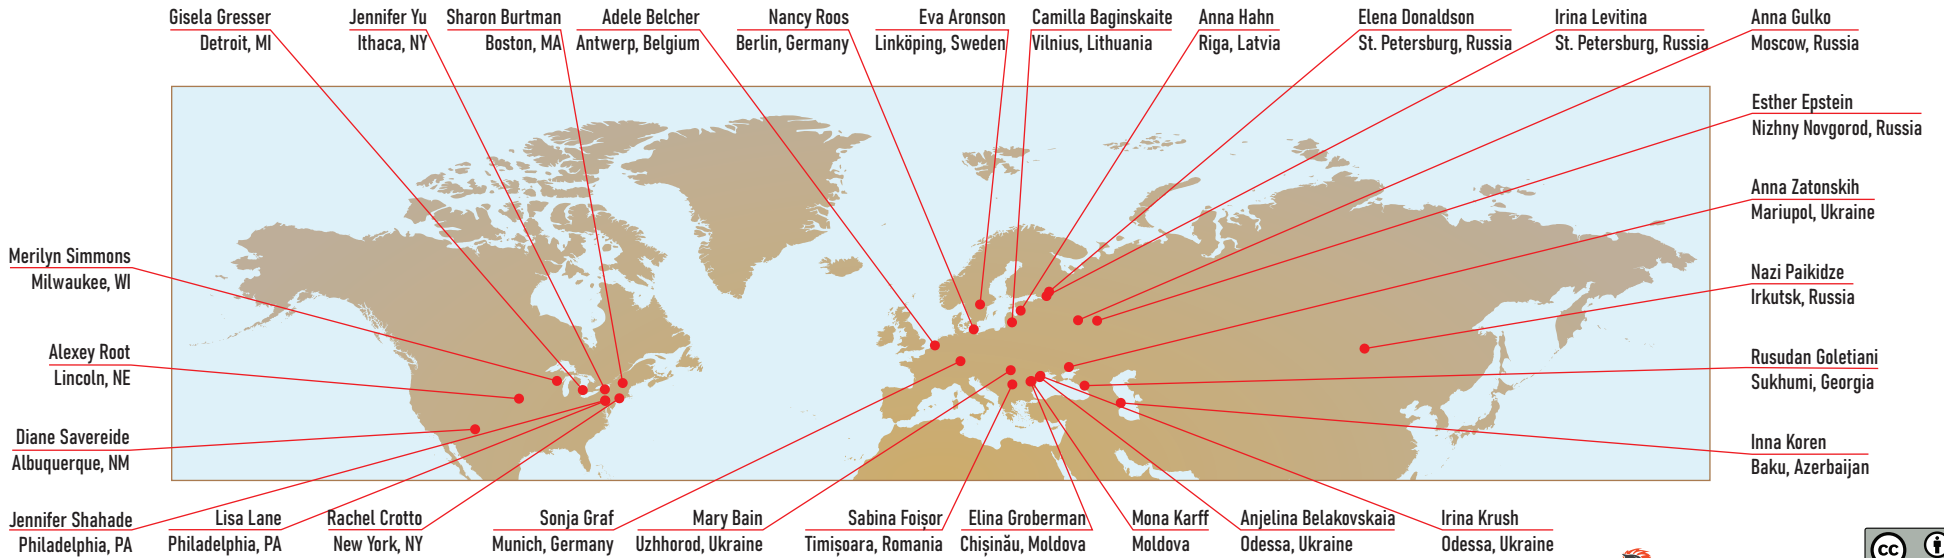 Gisela Gresser
Detroit, MI
Jennifer Yu
Ithaca, NY
Sharon Burtman
Boston, MA
Adele Belcher
Antwerp, Belgium
Nancy Roos
Berlin, Germany
Eva Aronson
Linköping, Sweden
Camilla Baginskaite
Vilnius, Lithuania
Anna Hahn
Riga, Latvia
Elena Donaldson
St. Petersburg, Russia
Irina Levitina
St. Petersburg, Russia
Anna Gulko
Moscow, Russia
Esther Epstein
Nizhny Novgorod, Russia
Anna Zatonskih
Mariupol, Ukraine
Nazi Paikidze
Irkutsk, Russia
Rusudan Goletiani
Sukhumi, Georgia
Inna Koren
Baku, Azerbaijan
Merilyn Simmons
Milwaukee, WI
Alexey Root
Lincoln, NE
Diane Savereide
Albuquerque, NM
Jennifer Shahade
Philadelphia, PA
Lisa Lane
Philadelphia, PA
Rachel Crotto
New York, NY
Sonja Graf
Munich, Germany
Mary Bain
Uzhhorod, Ukraine
Sabina Foișor
Timișoara, Romania
Elina Groberman
Chișinău, Moldova
Mona Karff
Moldova
Anjelina Belakovskaia
Odessa, Ukraine
Irina Krush
Odessa, Ukraine
cc